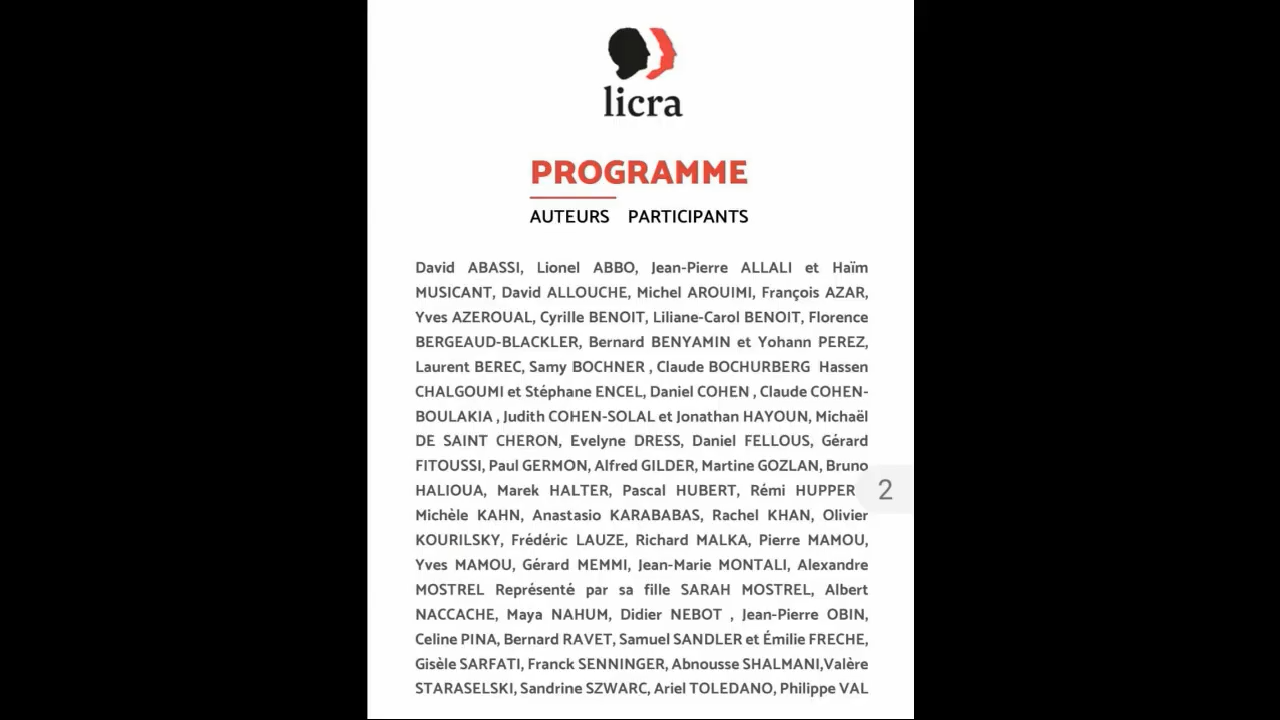 licra
PROGRAMME
AUTEURS PARTICIPANTS
David ABASSI, Lionel ABBO, Jean-Pierre ALLALI et Haïm
MUSICANT, David ALLOUCHE, Michel AROUIMI, François AZAR,
Yves AZEROUAL, Cyrille BENOIT, Liliane-Carol BENOIT, Florence
BERGEAUD-BLACKLER, Bernard BENYAMIN et Yohann PEREZ,
Laurent BEREC, Samy BOCHNER , Claude BOCHURBERG Hassen
CHALGOUMI et Stéphane ENCEL, Daniel COHEN , Claude COHEN-
BOULAKIA , Judith COHEN-SOLAL et Jonathan HAYOUN, Michaël
DE SAINT CHERON, Evelyne DRESS, Daniel FELLOUS, Gérard
FITOUSSI, Paul GERMON, Alfred GILDER, Martine GOZLAN, Bruno
HALIOUA, Marek HALTER, Pascal HUBERT, Rémi HUPPER
2
Michèle KAHN, Anastasio KARABABAS, Rachel KHAN, Olivier
KOURILSKY, Frédéric LAUZE, Richard MALKA, Pierre MAMOU,
Yves MAMOU, Gérard MEMMI, Jean-Marie MONTALI, Alexandre
MOSTREL Représenté par sa fille SARAH MOSTREL, Albert
NACCACHE, Maya NAHUM, Didier NEBOT , Jean-Pierre OBIN,
Celine PINA, Bernard RAVET, Samuel SANDLER et Émilie FRECHE,
Gisèle SARFATI, Franck SENNINGER, Abnousse SHALMANI,Valère
STARASELSKI, Sandrine SZWARC, Ariel TOLEDANO, Philippe VAL